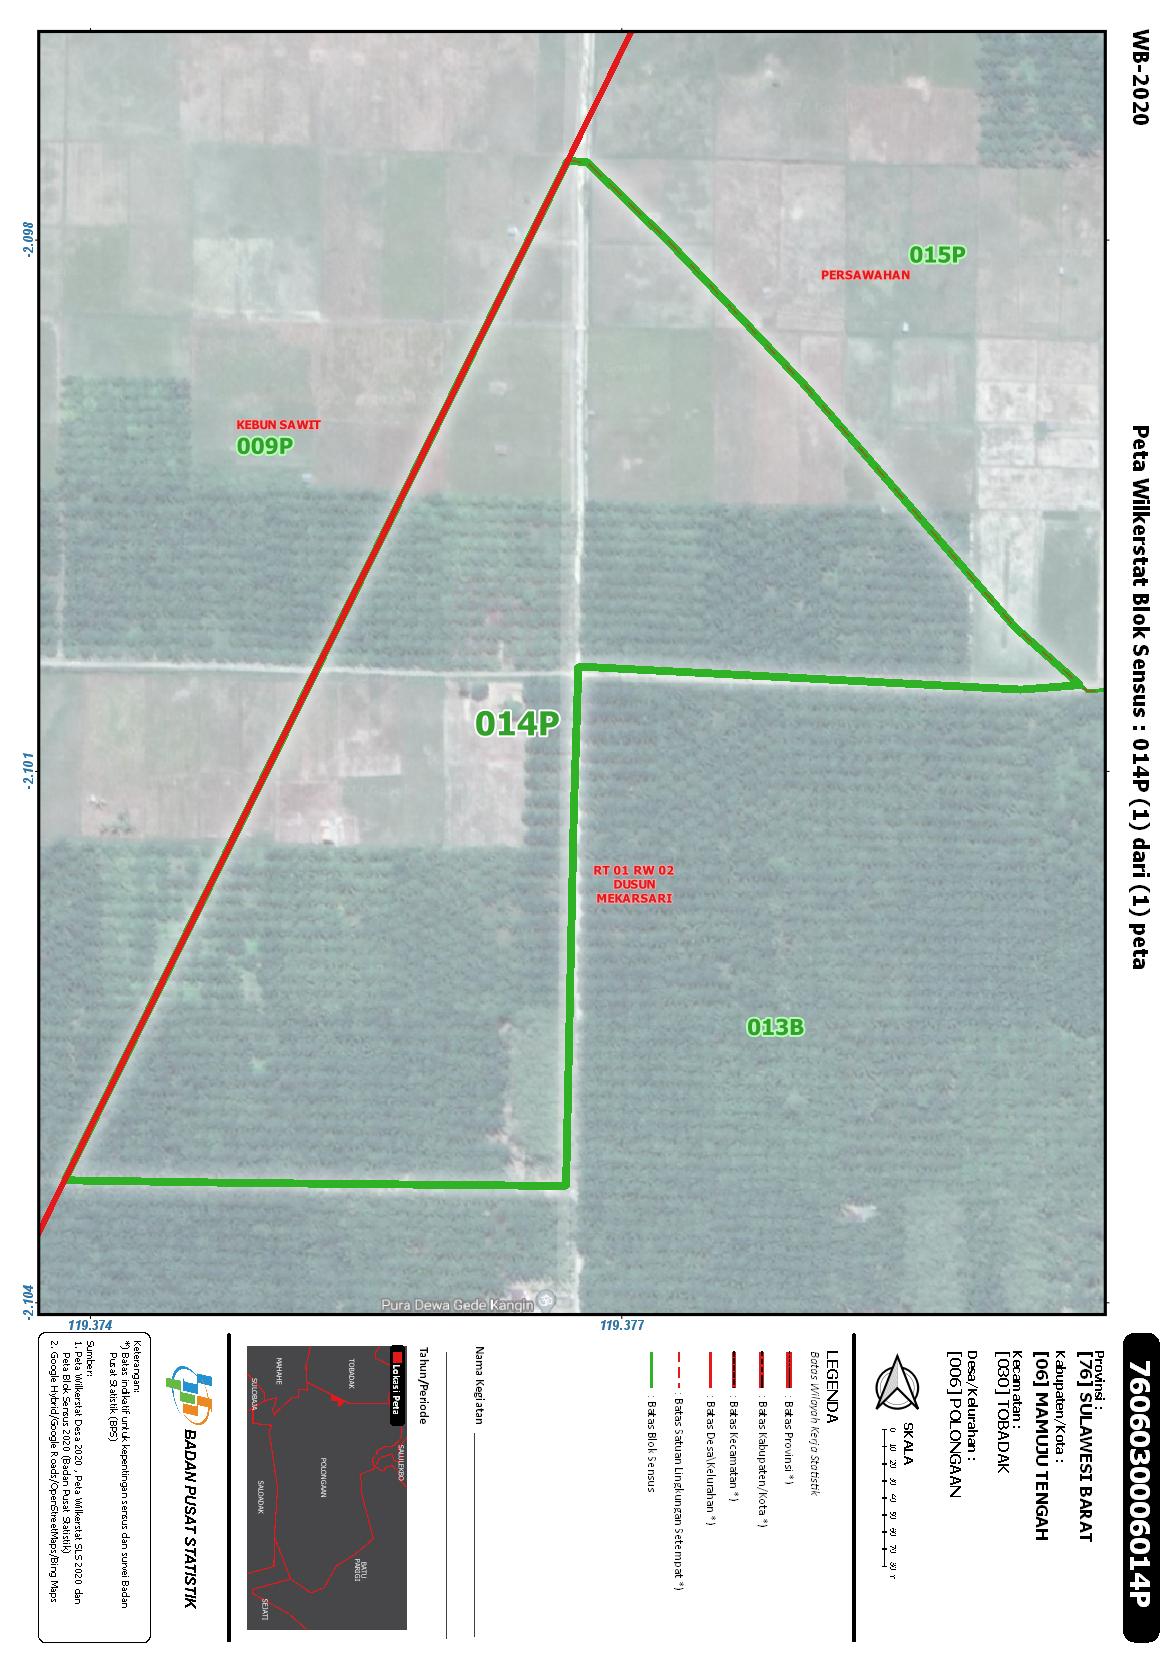 WB-2020
Peta Wilkerstat Blok Sensus : 014P (1) dari (1) peta
-2.098
-2.101
-2.104
119.374
119.377
015P
PERSAWAHAN
KEBUN SAWIT
009P
014P
RT 01 RW 02
DUSUN
MEKARSARI
013B
Pura Dewa Gede Kangin
7606030006014P
Provinsi :
[76] SULAWESI BARAT
Kabupaten/Kota :
[06] MAMUJU TENGAH
Kecamatan :
[030] TOBADAK
Desa/Kelurahan :
[006] POLONGAAN
SKALA
0 10 20 30 40 50 60 70 80
LEGENDA
Batas Wilayah Kerja Statistik
: Batas Provinsi *)
: Batas Kabupaten/Kota *)
: Batas Kecamatan *)
: Batas Desa\Kelurahan *)
: Batas Satuan Lingkungan Setempat *)
: Batas Blok Sensus
Nama Kegiatan
Tahun/Periode
Lokasi Peta
SALULEKBO
TOBADAK
POLONGAAN
BATU
PARIGI
MAHAHE
SULOBAJA
SALOADAK
SEJATI
BADAN PUSAT STATISTIK
Keterangan:
*) Batas indikatif untuk kepentingan sensus dan survei Badan
Pusat Statistik (BPS)
Sumber:
1. Peta Wilkerstat Desa 2020 , Peta Wilkerstat SLS 2020 dan
Peta Blok Sensus 2020 (Badan Pusat Statistik)
2. Google Hybrid/Google Roads/OpenStreetMaps/Bing Maps